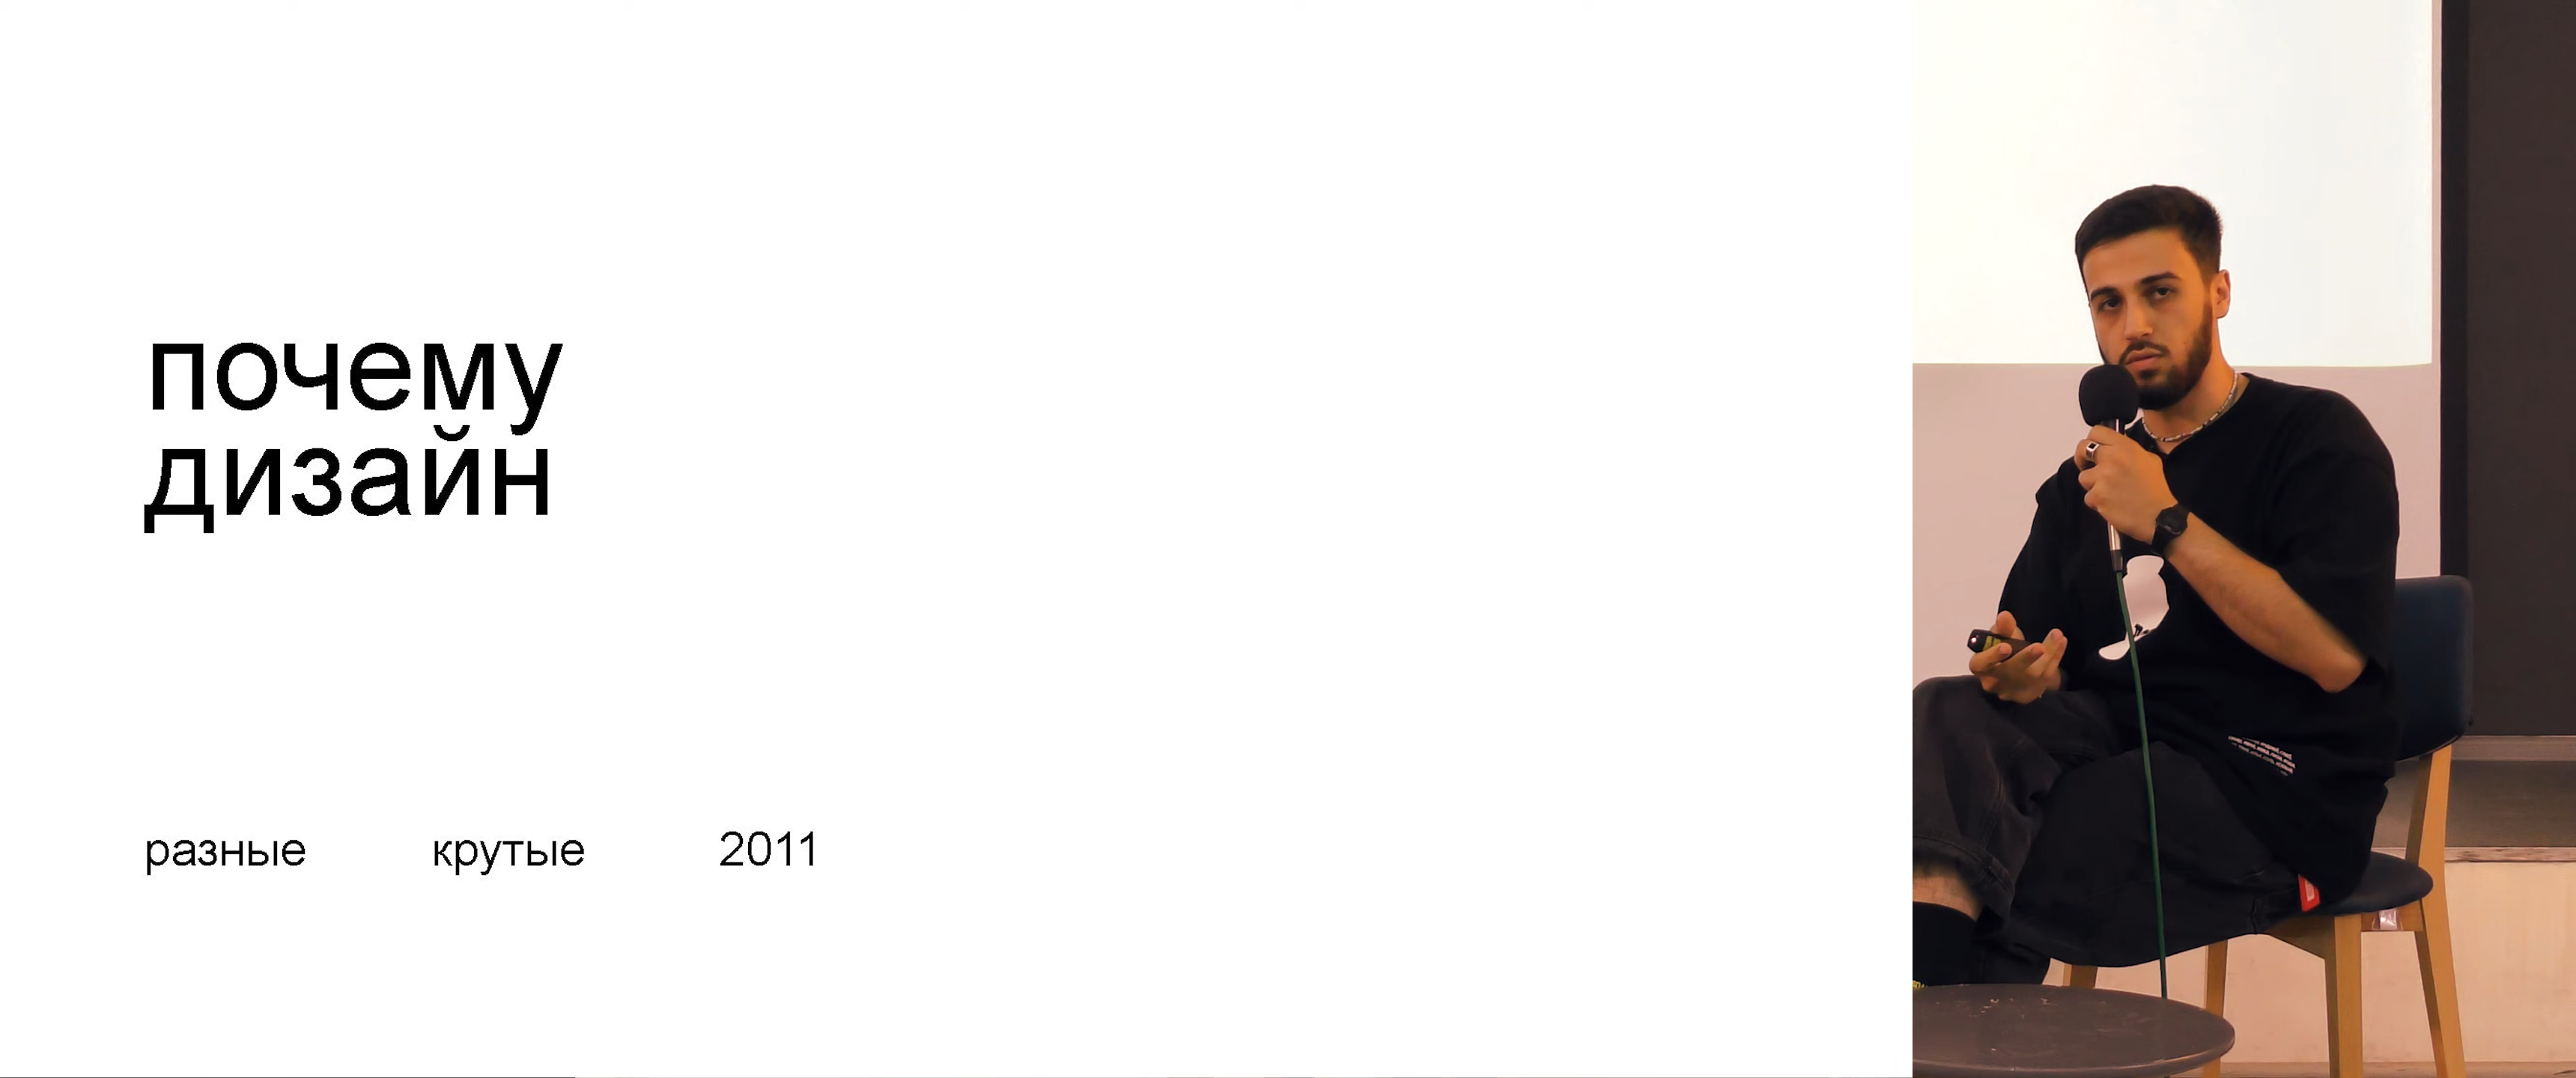 почему
дизайн
разные крутые 2011